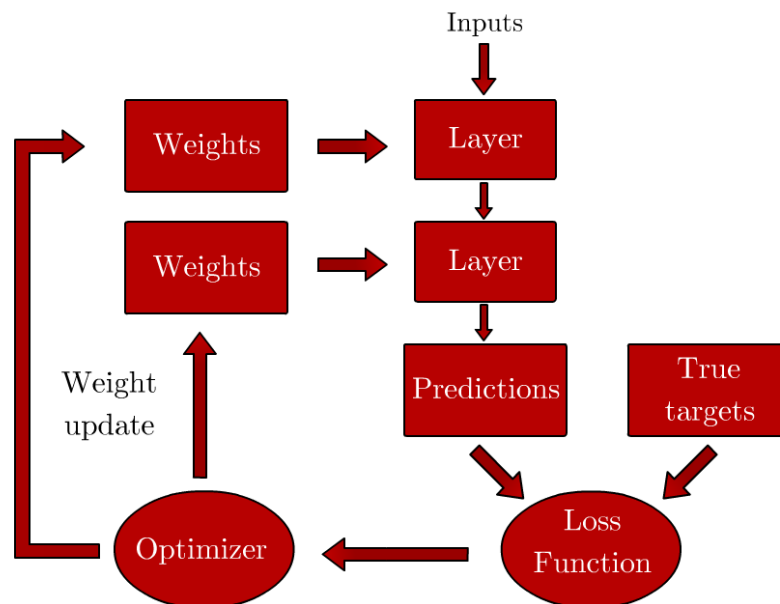 Inputs
Weights
Layer
Weights
Layer
Predictions
True
targets
Weight
update
Optimizer
Loss
Function